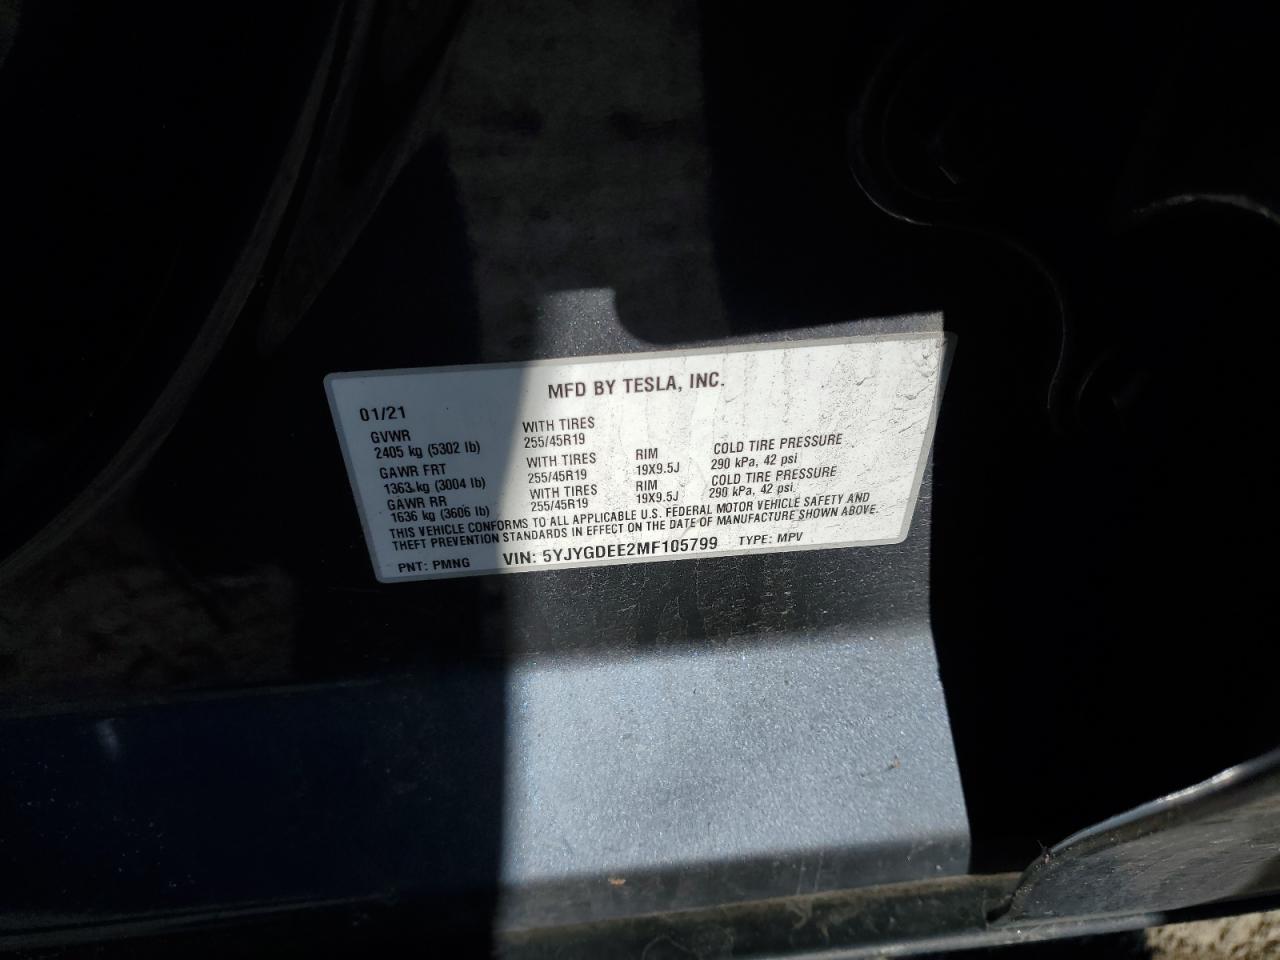 MFD BY TESLA, INC.
01/21
GVWR WITH TIRES
2405 kg (5302 lb) 255/45R19
GAWR FRT WITH TIRES RIM COLD TIRE PRESSURE
1363 kg (3004 lb) 255/45R19 19X9.5J 290 kPa, 42 psi
GAWR RR WITH TIRES RIM COLD TIRE PRESSURE
1636 kg (3606 lb) 255/45R19 19X9.5J 290 kPa, 42 psi
THIS VEHICLE CONFORMS TO ALL APPLICABLE U.S. FEDERAL MOTOR VEHICLE SAFETY AND
THEFT PREVENTION STANDARDS IN EFFECT ON THE DATE OF MANUFACTURE SHOWN ABOVE.
PNT: PMNG VIN: 5YJYGDEE2MF105799 TYPE: MPV